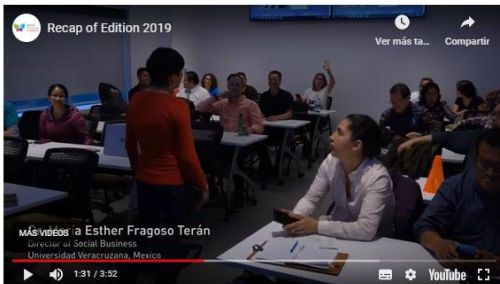 Recap of Edition 2019
Ver más ta...
Compartir
MÁS VÍDEOS
Esther Fragoso Terán
Director of Social Business
Universidad Veracruzana, Mexico
1:31 / 3:52
YouTube